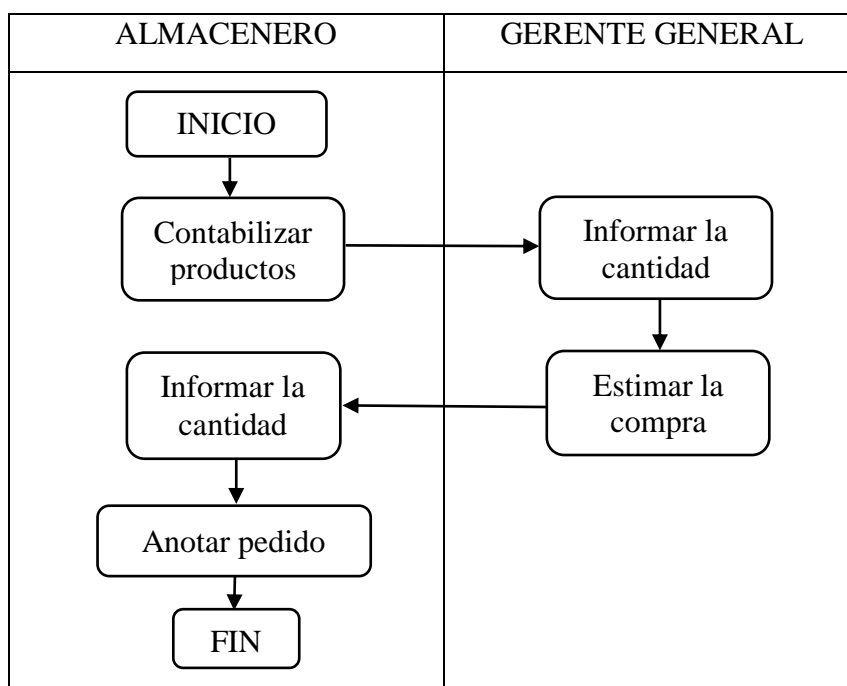 ALMACENERO
GERENTE GENERAL
INICIO
Contabilizar
productos
Informar la
cantidad
Estimar la
compra
Informar la
cantidad
Anotar pedido
FIN